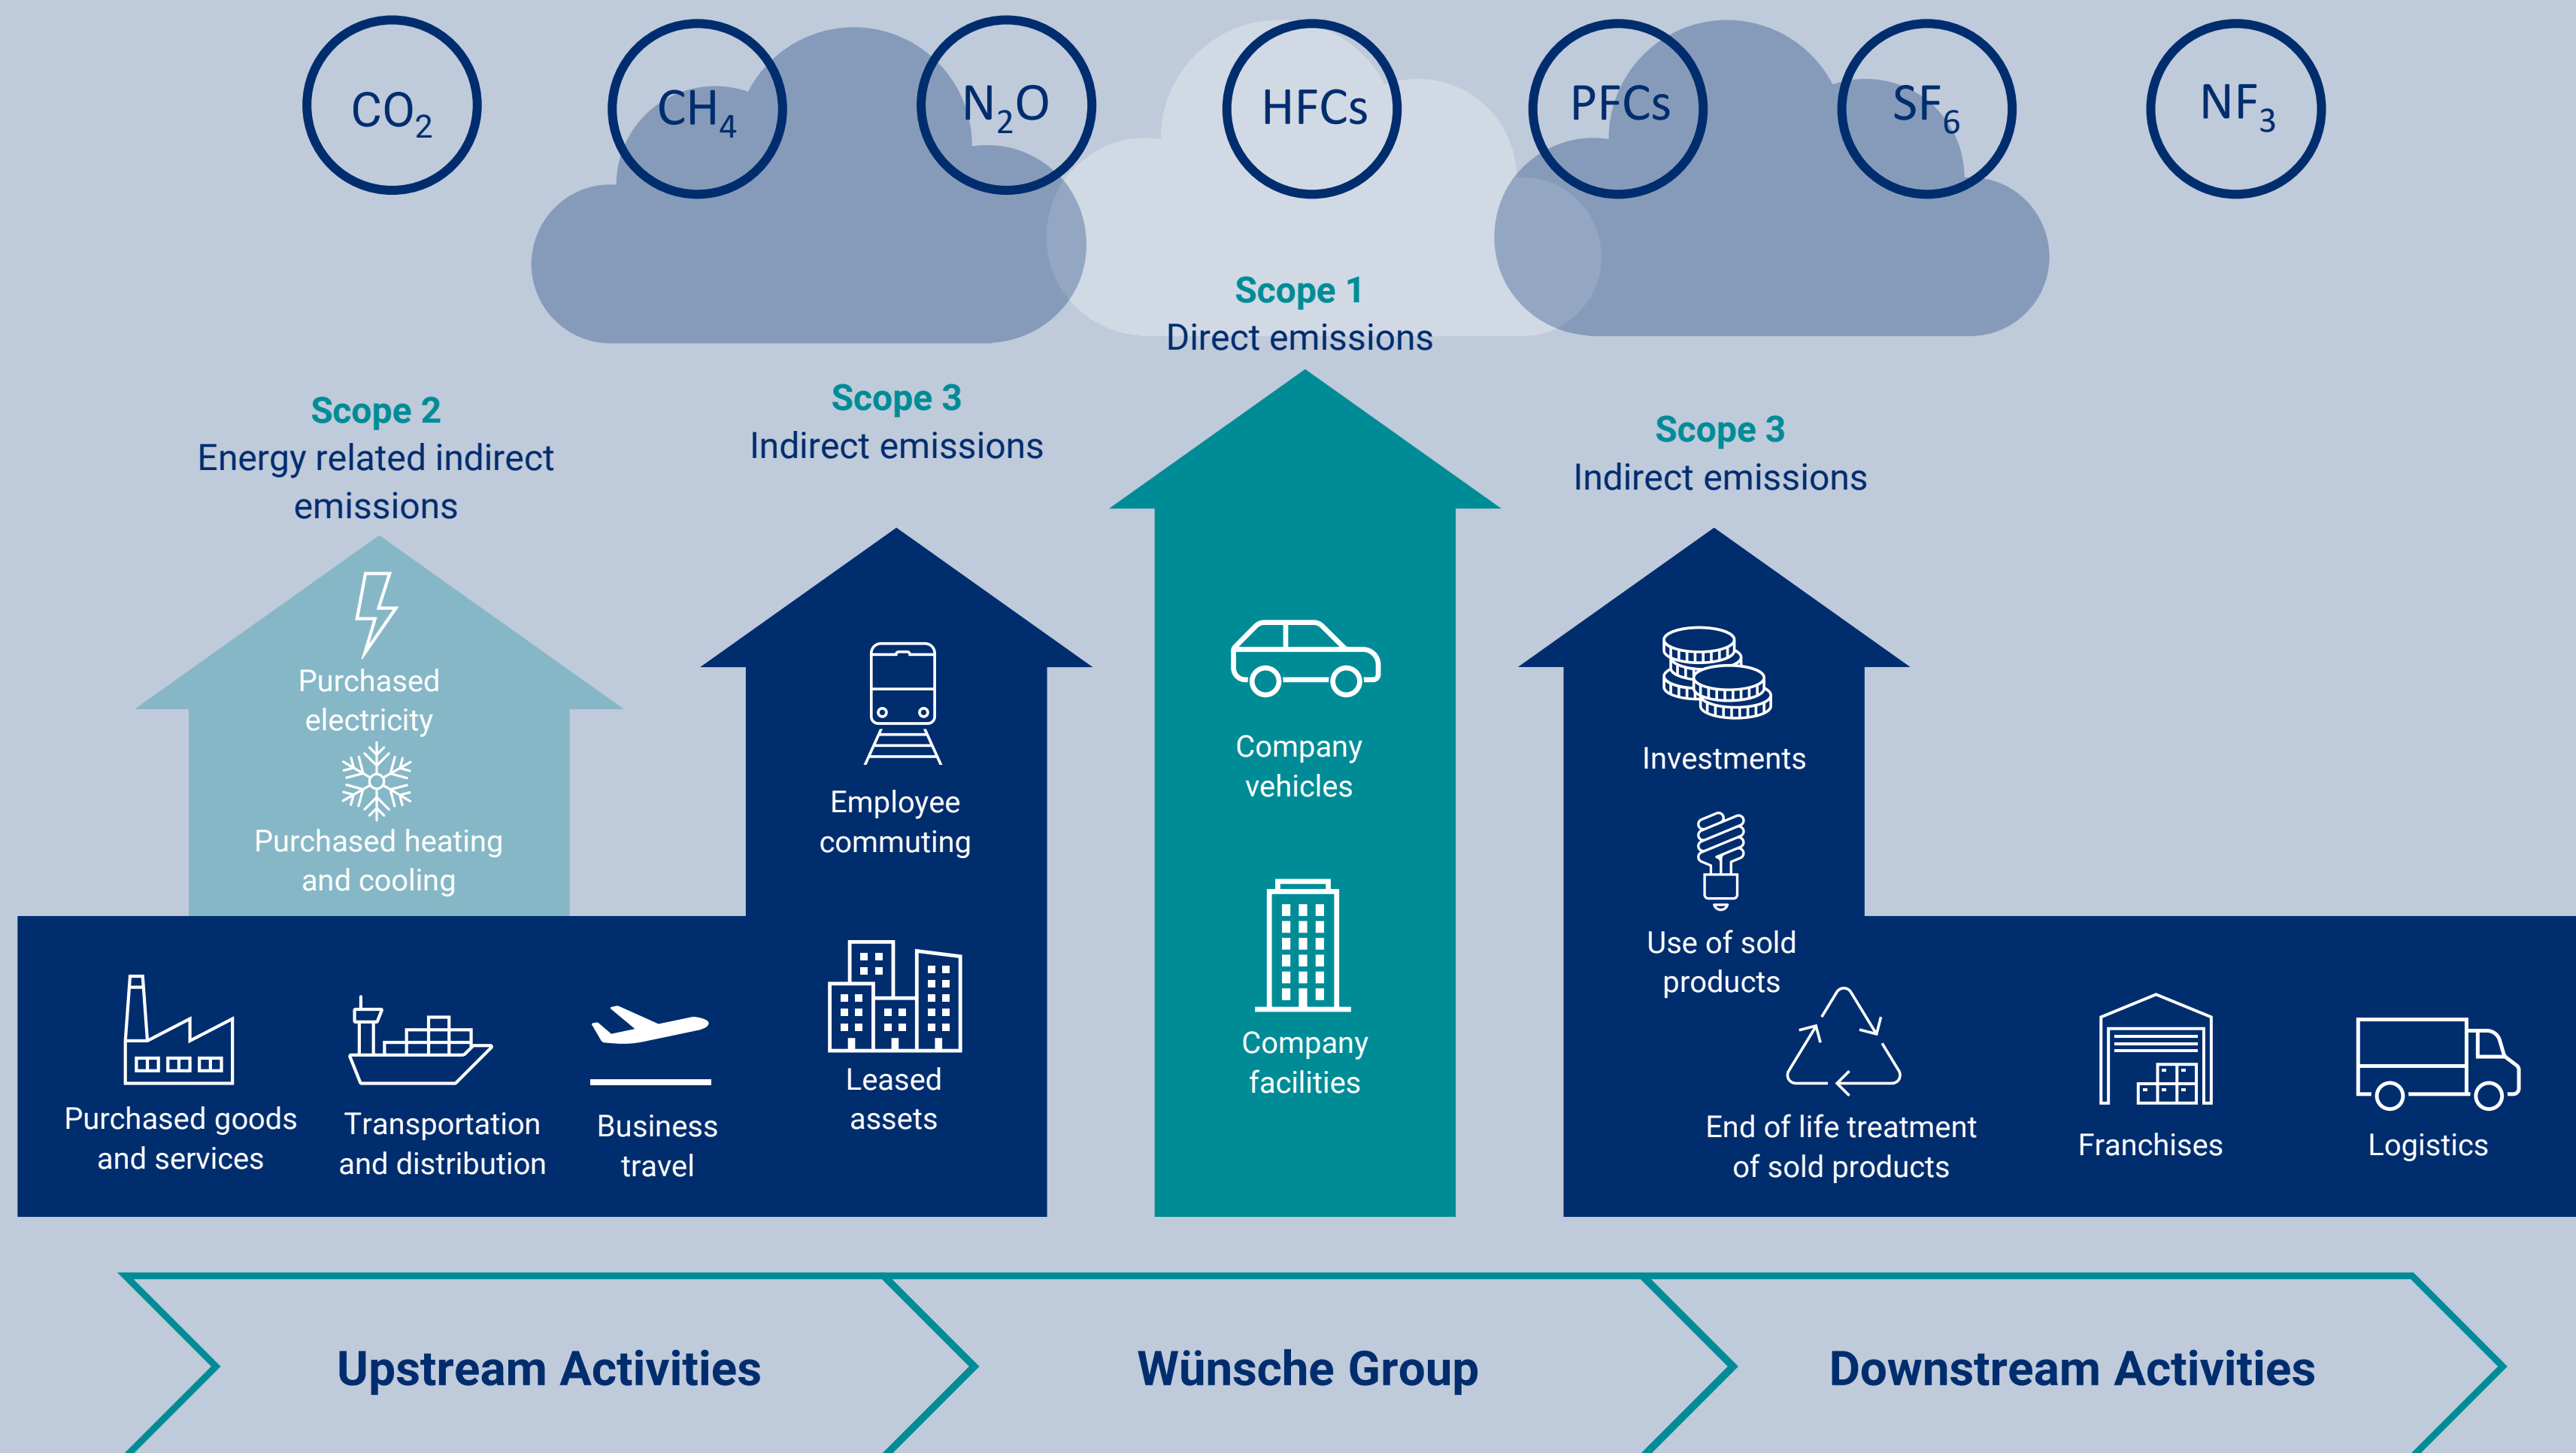 CO₂
CH₄
N₂O
HFCs
PFCs
SF₆
NF₃
Scope 1
Direct emissions
Scope 2
Energy related indirect
emissions
Scope 3
Indirect emissions
Scope 3
Indirect emissions
Purchased
electricity
Purchased heating
and cooling
Employee
commuting
Company
vehicles
Investments
Use of sold
products
Purchased goods
and services
Transportation
and distribution
Business
travel
Leased
assets
Company
facilities
End of life treatment
of sold products
Franchises
Logistics
Upstream Activities
Wünsche Group
Downstream Activities